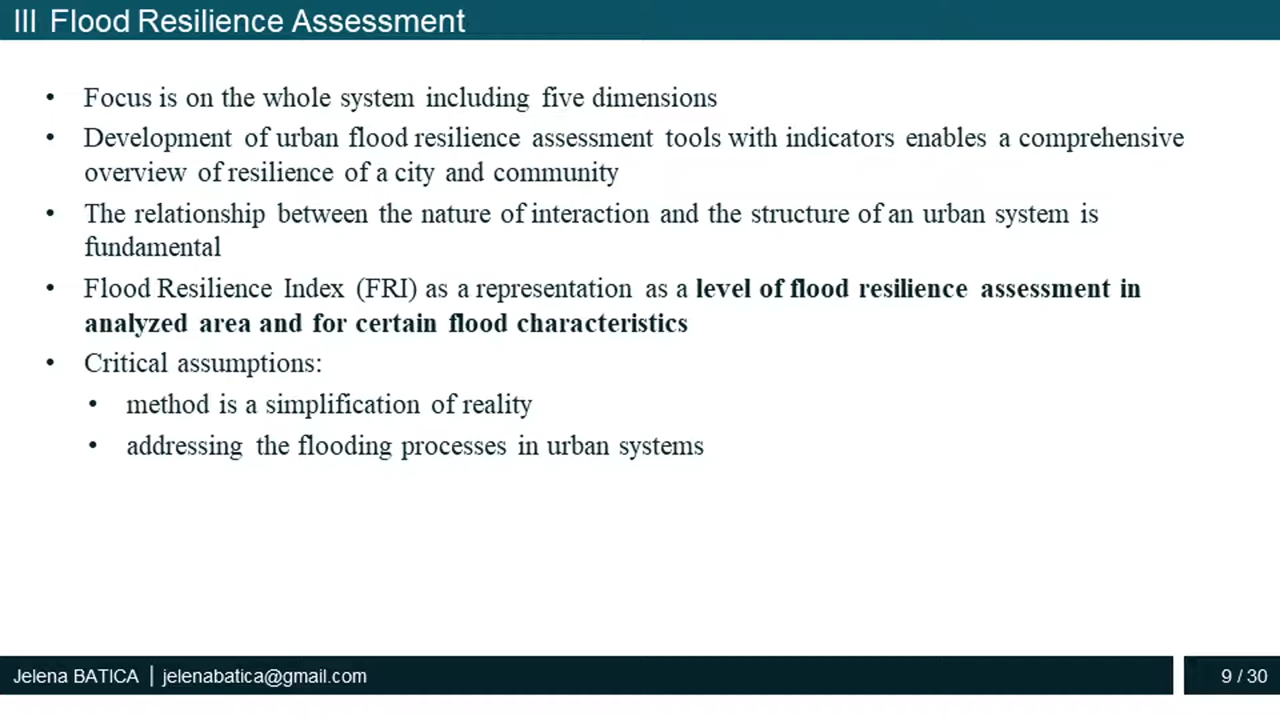 III Flood Resilience Assessment
• Focus is on the whole system including five dimensions
• Development of urban flood resilience assessment tools with indicators enables a comprehensive
overview of resilience of a city and community
• The relationship between the nature of interaction and the structure of an urban system is
fundamental
• Flood Resilience Index (FRI) as a representation as a level of flood resilience assessment in
analyzed area and for certain flood characteristics
• Critical assumptions:
• method is a simplification of reality
• addressing the flooding processes in urban systems
Jelena BATICA | jelenabatica@gmail.com
9 / 30